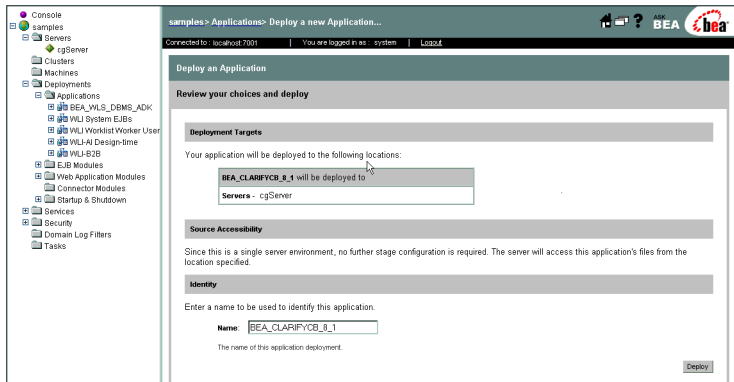 Console
samples
Servers
cgServer
Clusters
Machines
Deployments
Applications
BEA_WLS_DBMS_ADK
WLI System EJBs
WLI Worklist Worker User
WLI-AI Design-time
WLI-B2B
EJB Modules
Web Application Modules
Connector Modules
Startup & Shutdown
Services
Security
Domain Log Filters
Tasks
samples> Applications> Deploy a new Application...
? ASK BEA
bea
Connected to : localhost:7001 | You are logged in as : system | Logout
Deploy an Application
Review your choices and deploy
Deployment Targets
Your application will be deployed to the following locations:
BEA_CLARIFYCB_8_1 will be deployed to
Servers - cgServer
Source Accessibility
Since this is a single server environment, no further stage configuration is required. The server will access this application's files from the
location specified.
Identity
Enter a name to be used to identify this application.
Name: BEA_CLARIFYCB_8_1
The name of this application deployment.
Deploy